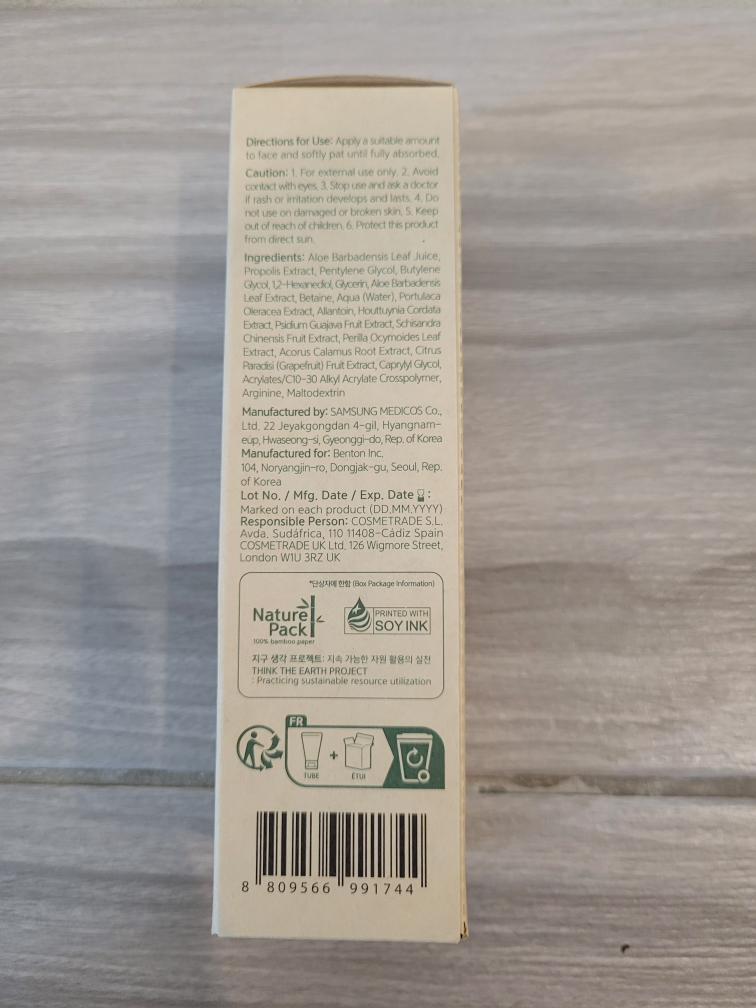 Directions for Use: Apply a suitable amount
to face and softly pat until fully absorbed.
Caution: 1. For external use only. 2. Avoid
contact with eyes. 3. Stop use and ask a doctor
if rash or irritation develops and lasts. 4. Do
not use on damaged or broken skin. 5. Keep
out of reach of children. 6. Protect this product
from direct sun.
Ingredients: Aloe Barbadensis Leaf Juice,
Propolis Extract, Pentylene Glycol, Butylene
Glycol, 1,2-Hexanediol, Glycerin, Aloe Barbadensis
Leaf Extract, Betaine, Aqua (Water), Portulaca
Oleracea Extract, Allantoin, Houttuynia Cordata
Extract, Psidium Guajava Fruit Extract, Schisandra
Chinensis Fruit Extract, Perilla Ocymoides Leaf
Extract, Acorus Calamus Root Extract, Citrus
Paradisi (Grapefruit) Fruit Extract, Caprylyl Glycol,
Acrylates/C10-30 Alkyl Acrylate Crosspolymer,
Arginine, Maltodextrin
Manufactured by: SAMSUNG MEDICOS Co.,
Ltd. 22 Jeyakgongdan 4-gil, Hyangnam-
eup, Hwaseong-si, Gyeonggi-do, Rep. of Korea
Manufactured for: Benton Inc.
104, Noryangjin-ro, Dongjak-gu, Seoul, Rep.
of Korea
Lot No. / Mfg. Date / Exp. Date :
Marked on each product (DD.MM.YYYY)
Responsible Person: COSMETRADE S.L.
Avda. Sudáfrica, 110 11408-Cádiz Spain
COSMETRADE UK Ltd. 126 Wigmore Street,
London W1U 3RZ UK
*단상자에 한함 (Box Package Information)
Nature
Pack
100% bamboo paper
PRINTED WITH
SOY INK
지구 생각 프로젝트: 지속 가능한 자원 활용의 실천
THINK THE EARTH PROJECT
: Practicing sustainable resource utilization
FR
TUBE + ÉTUI
8 809566 991744